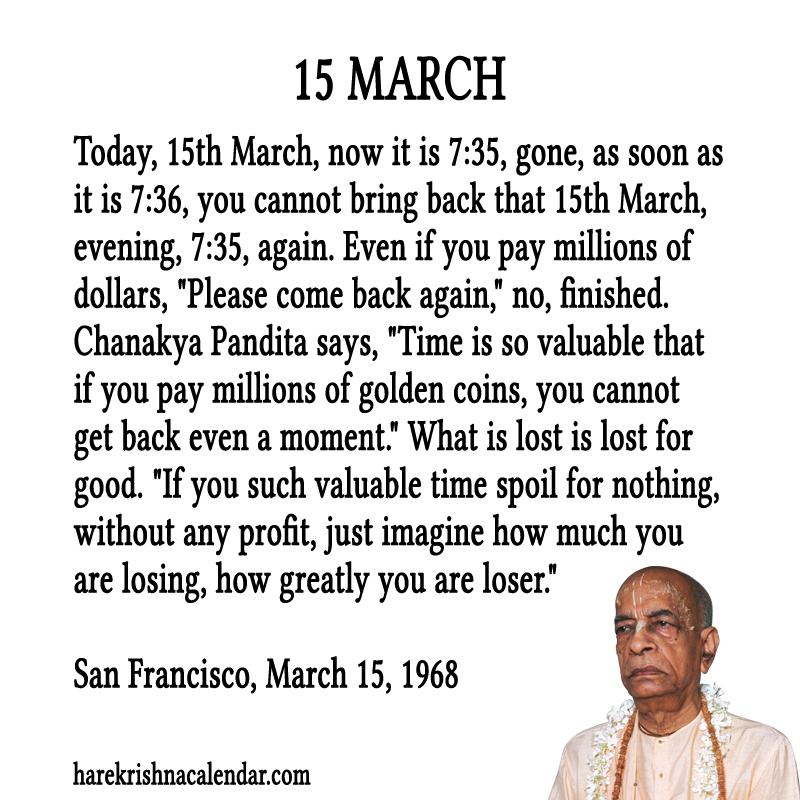 15 MARCH
Today, 15th March, now it is 7:35, gone, as soon as
it is 7:36, you cannot bring back that 15th March,
evening, 7:35, again. Even if you pay millions of
dollars, "Please come back again," no, finished.
Chanakya Pandita says, "Time is so valuable that
if you pay millions of golden coins, you cannot
get back even a moment." What is lost is lost for
good. "If you such valuable time spoil for nothing,
without any profit, just imagine how much you
are losing, how greatly you are loser."
San Francisco, March 15, 1968
harekrishnacalendar.com